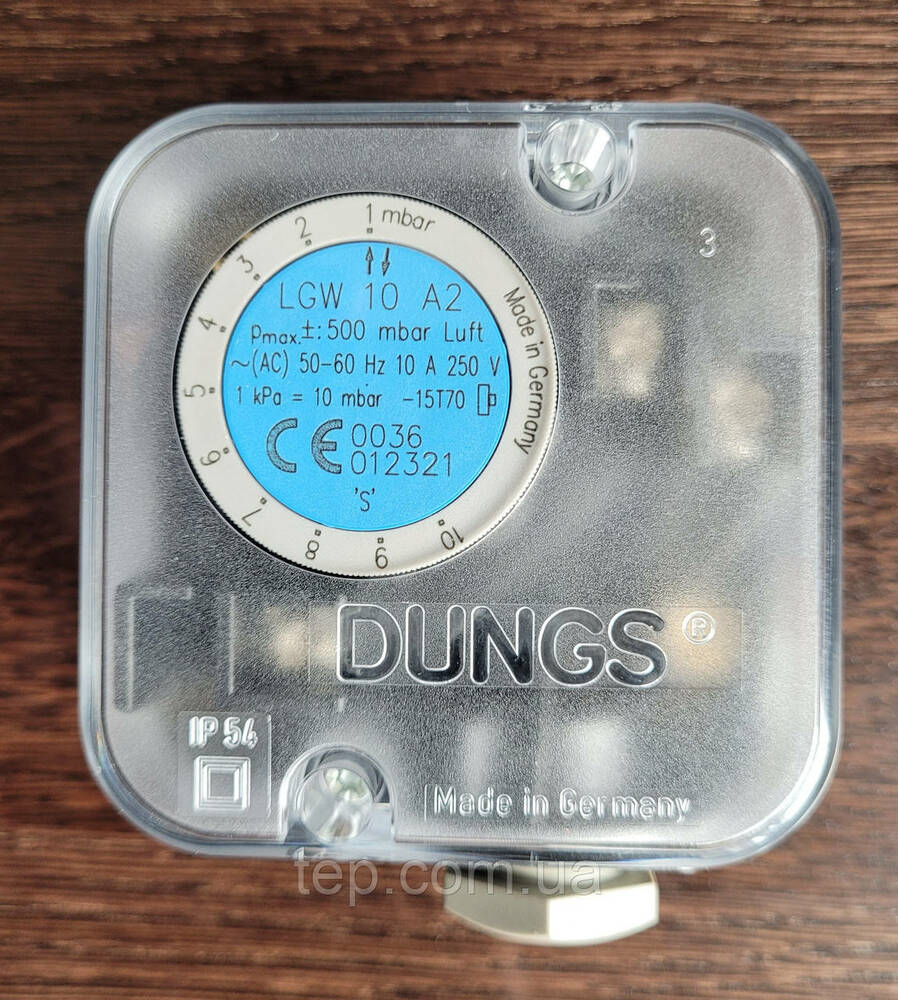 3
1 mbar
2
3
4
5
6
7
8
9
10
Made in Germany
LGW 10 A2
Pmax.±: 500 mbar Luft
~(AC) 50-60 Hz 10 A 250 V
1 kPa = 10 mbar -15T70
CE 0036
012321
'S'
DUNGS®
IP 54
Made in Germany
tep.com.ua